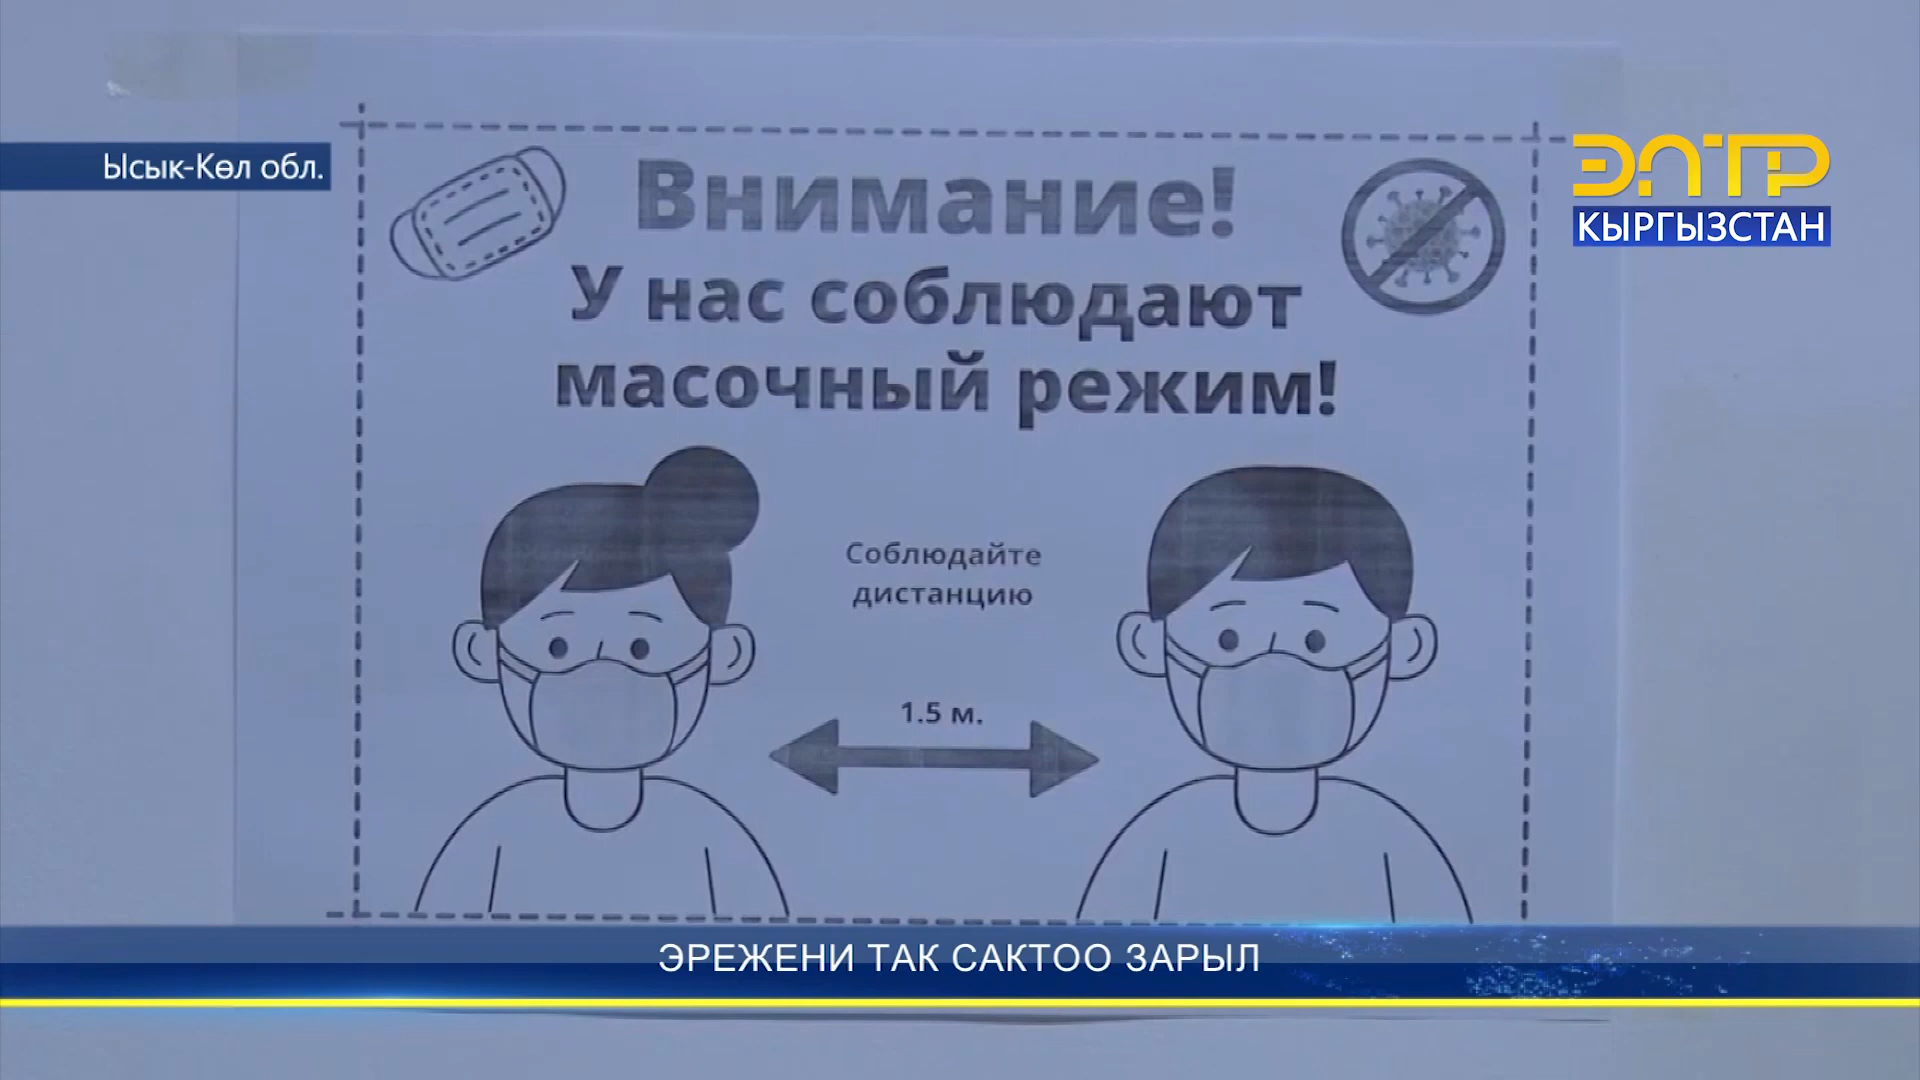 Ысык-Көл обл.
ЭЛТР
КЫРГЫЗСТАН
Внимание!
У нас соблюдают
масочный режим!
Соблюдайте
дистанцию
1.5 м.
ЭРЕЖЕНИ ТАК САКТОО ЗАРЫЛ